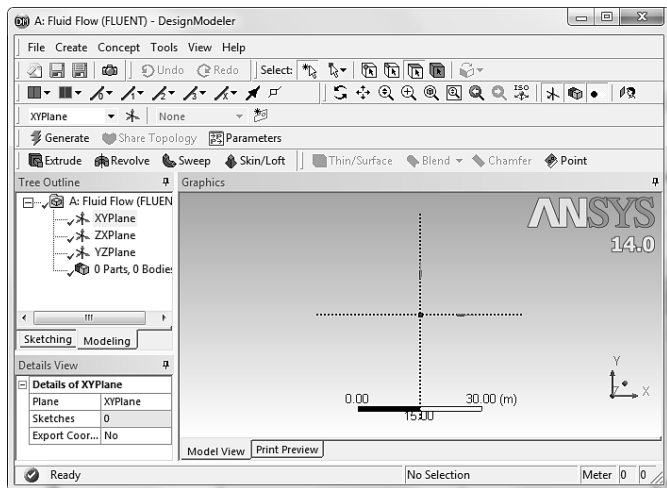 A: Fluid Flow (FLUENT) - DesignModeler
File Create Concept Tools View Help
Undo Redo Select:
XYPlane None
Generate Share Topology Parameters
Extrude Revolve Sweep Skin/Loft Thin/Surface Blend Chamfer Point
Tree Outline
A: Fluid Flow (FLUEN
XYPlane
ZXPlane
YZPlane
0 Parts, 0 Bodie
Sketching Modeling
Details View
Details of XYPlane
Plane XYPlane
Sketches 0
Export Coor... No
Graphics
ANSYS
14.0
0.00 30.00 (m)
15.00
Y
Z X
Model View Print Preview
Ready No Selection Meter 0 0